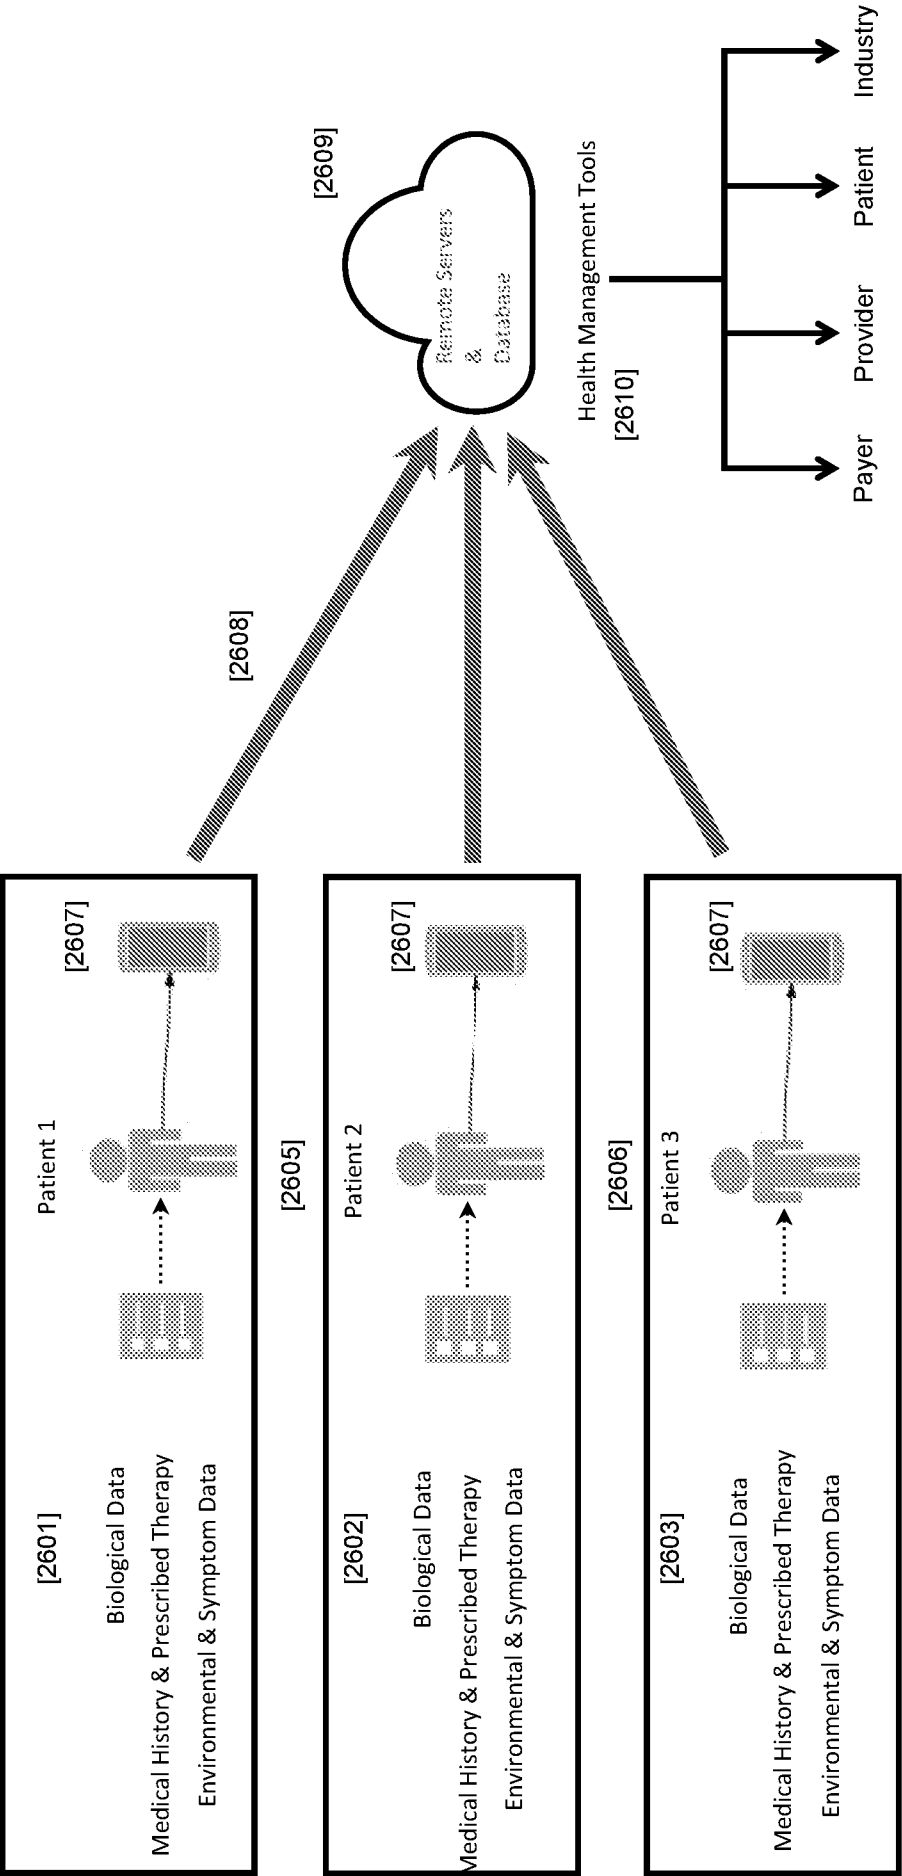 [2601]
Patient 1
[2607]
Biological Data
Medical History & Prescribed Therapy
Environmental & Symptom Data
[2605]
[2602]
Patient 2
[2607]
Biological Data
Medical History & Prescribed Therapy
Environmental & Symptom Data
[2606]
[2603]
Patient 3
[2607]
Biological Data
Medical History & Prescribed Therapy
Environmental & Symptom Data
[2608]
[2609]
Remote Servers
&
Database
Health Management Tools
[2610]
Payer
Provider
Patient
Industry